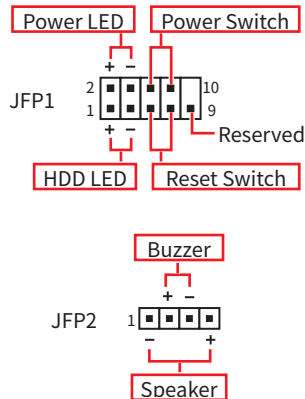 Power LED Power Switch
+ −
2 10
JFP1
1 9
+ − Reserved
HDD LED Reset Switch
Buzzer
+ −
JFP2 1
− +
Speaker